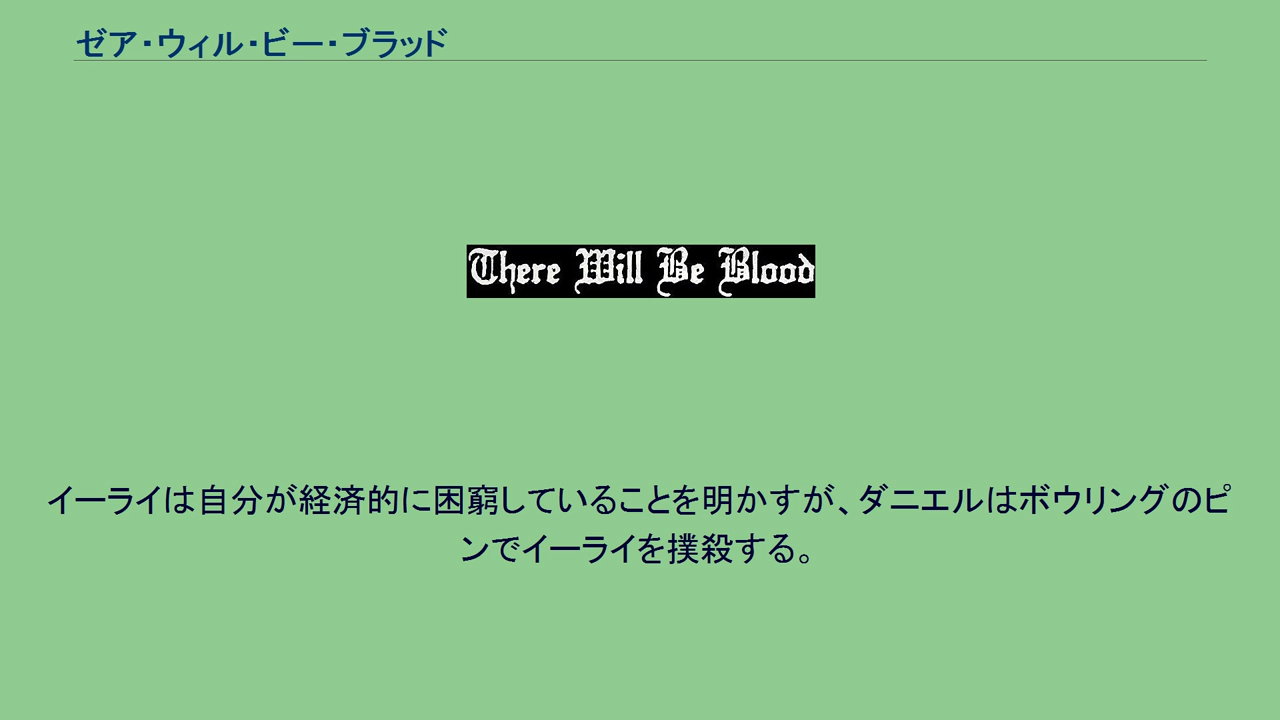 ゼア・ウィル・ビー・ブラッド
There Will Be Blood
イーライは自分が経済的に困窮していることを明かすが、ダニエルはボウリングのピ
ンでイーライを撲殺する。